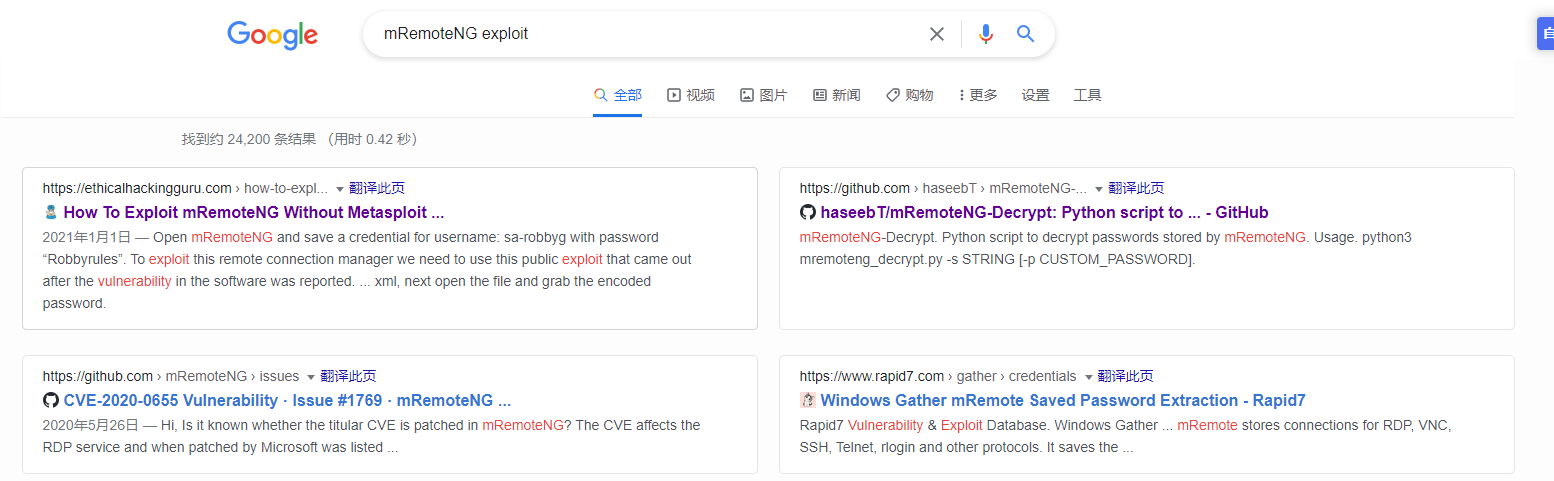 Google
mRemoteNG exploit
自
全部 视频 图片 新闻 购物 更多 设置 工具
找到约 24,200 条结果 （用时 0.42 秒）
https://ethicalhackingguru.com › how-to-expl... 翻译此页
How To Exploit mRemoteNG Without Metasploit ...
2021年1月1日 — Open mRemoteNG and save a credential for username: sa-robbyg with password
“Robbyrules”. To exploit this remote connection manager we need to use this public exploit that came out
after the vulnerability in the software was reported. ... xml, next open the file and grab the encoded
password.
https://github.com › haseebT › mRemoteNG-... 翻译此页
haseebT/mRemoteNG-Decrypt: Python script to ... - GitHub
mRemoteNG-Decrypt. Python script to decrypt passwords stored by mRemoteNG. Usage. python3
mremoteng_decrypt.py -s STRING [-p CUSTOM_PASSWORD].
https://github.com › mRemoteNG › issues 翻译此页
CVE-2020-0655 Vulnerability · Issue #1769 · mRemoteNG ...
2020年5月26日 — Hi, Is it known whether the titular CVE is patched in mRemoteNG? The CVE affects the
RDP service and when patched by Microsoft was listed ...
https://www.rapid7.com › gather › credentials 翻译此页
Windows Gather mRemote Saved Password Extraction - Rapid7
Rapid7 Vulnerability & Exploit Database. Windows Gather ... mRemote stores connections for RDP, VNC,
SSH, Telnet, rlogin and other protocols. It saves the ...